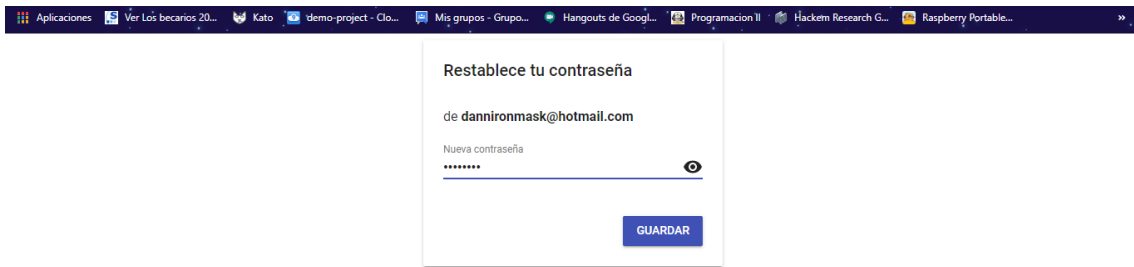 Aplicaciones Ver Los becarios 20... Kato demo-project - Clo... Mis grupos - Grupo... Hangouts de Googl... Programacion II Hackem Research G... Raspberry Portable... »
Restablece tu contraseña
de dannironmask@hotmail.com
Nueva contraseña
••••••••
GUARDAR